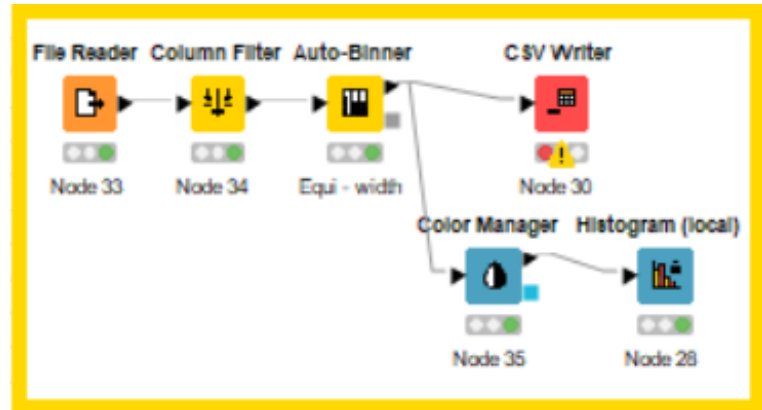 File Reader Column Filter Auto-Binner CSV Writer
Node 33 Node 34 Equi - width Node 30
Color Manager Histogram (local)
Node 35 Node 28